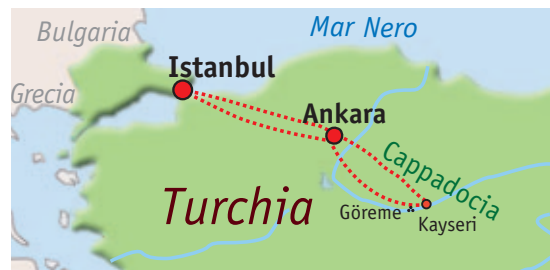 Bulgaria
Mar Nero
Istanbul
Grecia
Ankara
Cappadocia
Turchia
Göreme
Kayseri